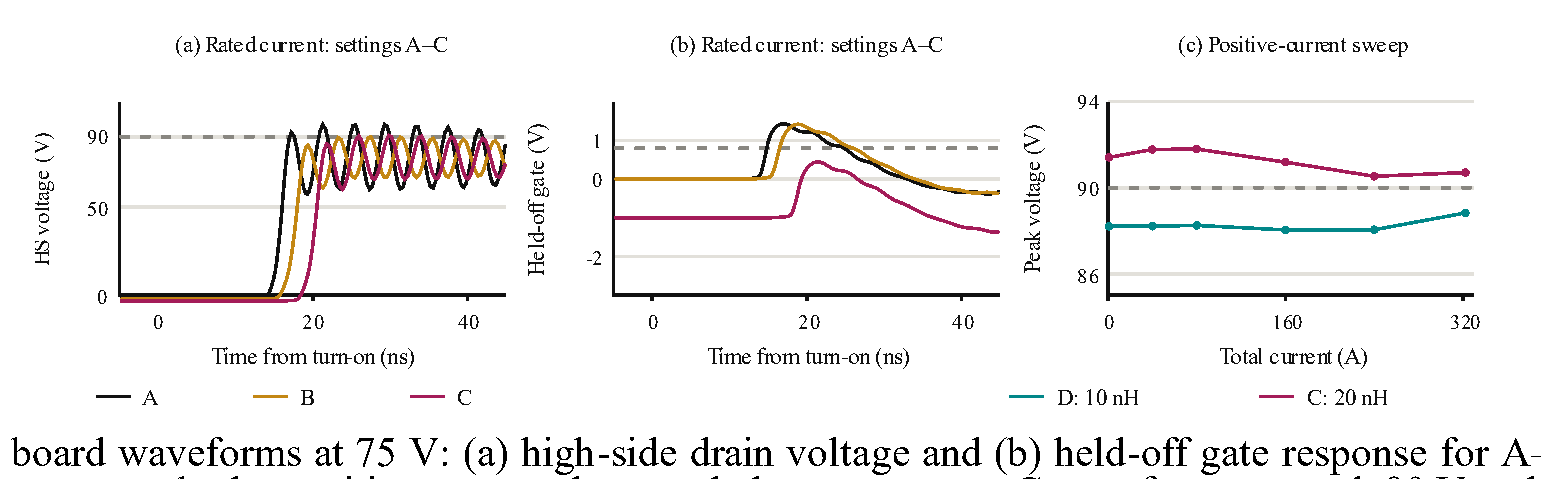 (a) Rated current: settings A–C
(b) Rated current: settings A–C
(c) Positive-current sweep
HS voltage (V)
90
50
0
0
20
40
Time from turn-on (ns)
Held-off gate (V)
1
0
-2
0
20
40
Time from turn-on (ns)
Peak voltage (V)
94
90
86
0
160
320
Total current (A)
A
B
C
D: 10 nH
C: 20 nH
board waveforms at 75 V: (a) high-side drain voltage and (b) held-off gate response for A-